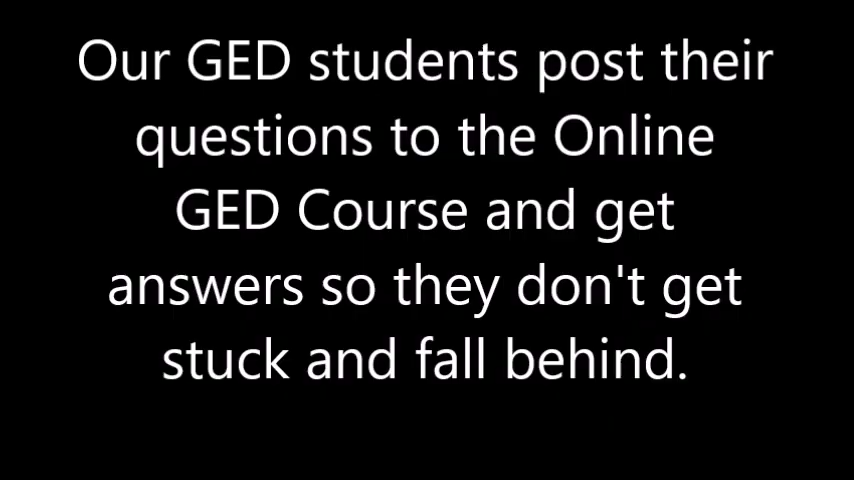 Our GED students post their
questions to the Online
GED Course and get
answers so they don't get
stuck and fall behind.